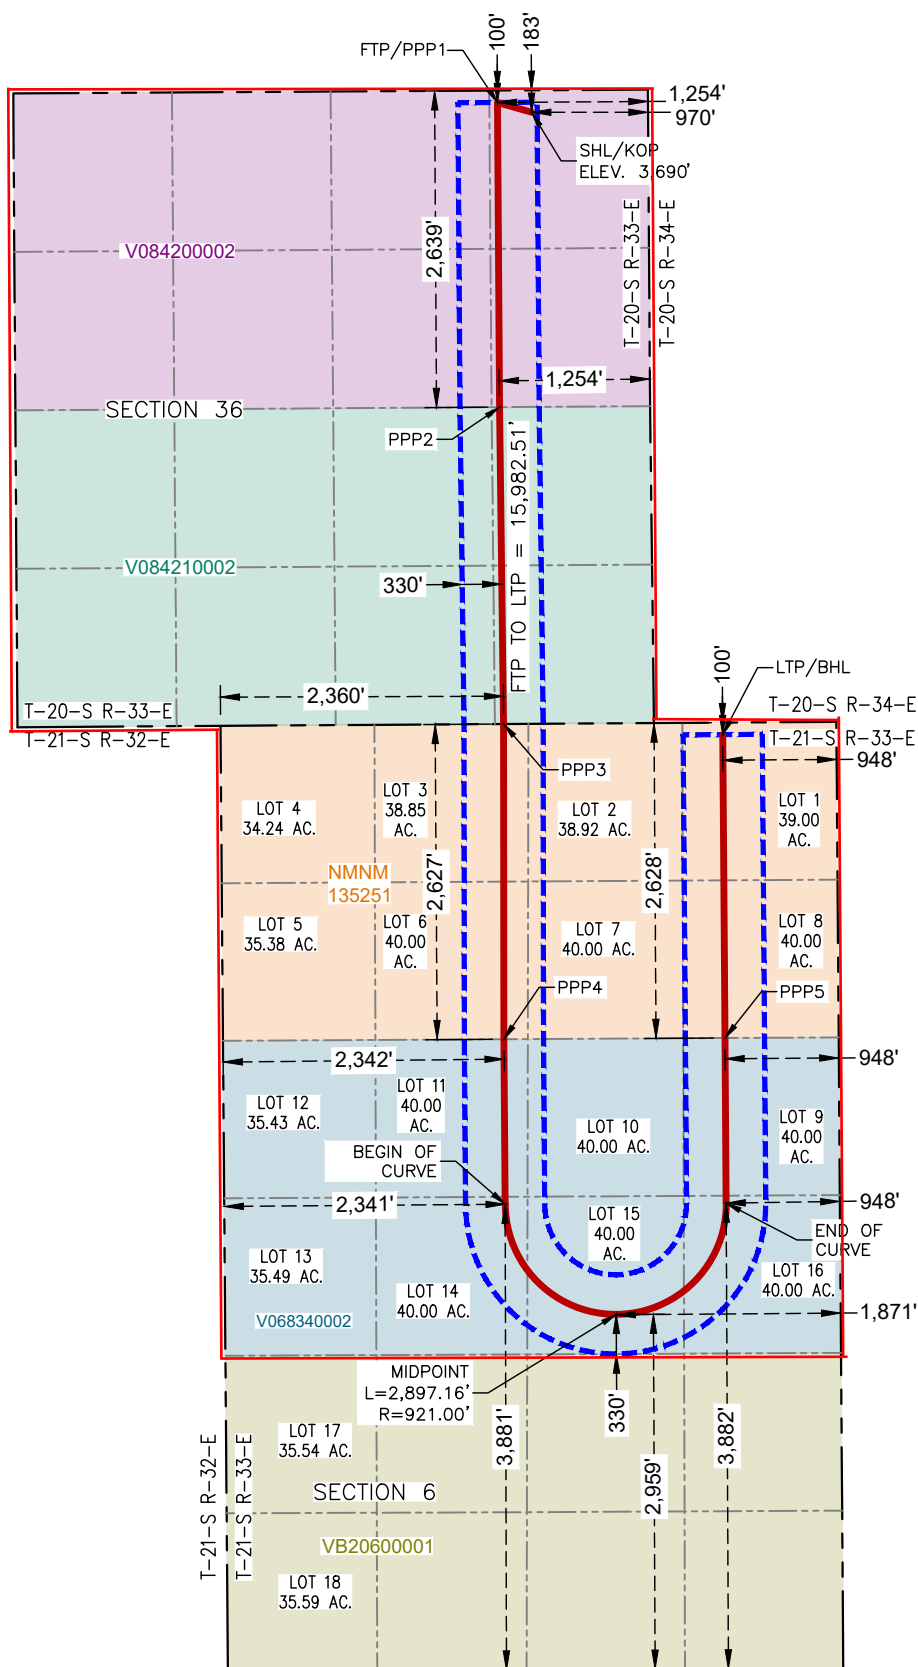 100'
183'
FTP/PPP1
1,254'
970'
SHL/KOP
ELEV. 3,690'
2,639'
V084200002
T-20-S R-33-E
T-20-S R-34-E
1,254'
SECTION 36
PPP2
FTP TO LTP = 15,982.51'
V084210002
330'
100'
LTP/BHL
2,360'
T-20-S R-33-E
T-21-S R-32-E
T-20-S R-34-E
T-21-S R-33-E
948'
PPP3
LOT 4
34.24 AC.
LOT 3
38.85
AC.
LOT 2
38.92 AC.
LOT 1
39.00
AC.
NMNM
135251
2,627'
2,628'
LOT 5
35.38 AC.
LOT 6
40.00
AC.
LOT 7
40.00 AC.
LOT 8
40.00
AC.
PPP4
PPP5
2,342'
948'
LOT 12
35.43 AC.
LOT 11
40.00
AC.
LOT 10
40.00 AC.
LOT 9
40.00
AC.
BEGIN OF
CURVE
2,341'
948'
LOT 15
40.00
AC.
END OF
CURVE
LOT 13
35.49 AC.
LOT 14
40.00 AC.
LOT 16
40.00 AC.
V068340002
1,871'
MIDPOINT
L=2,897.16'
R=921.00'
330'
3,881'
2,959'
3,882'
LOT 17
35.54 AC.
T-21-S R-32-E
T-21-S R-33-E
SECTION 6
VB20600001
LOT 18
35.59 AC.